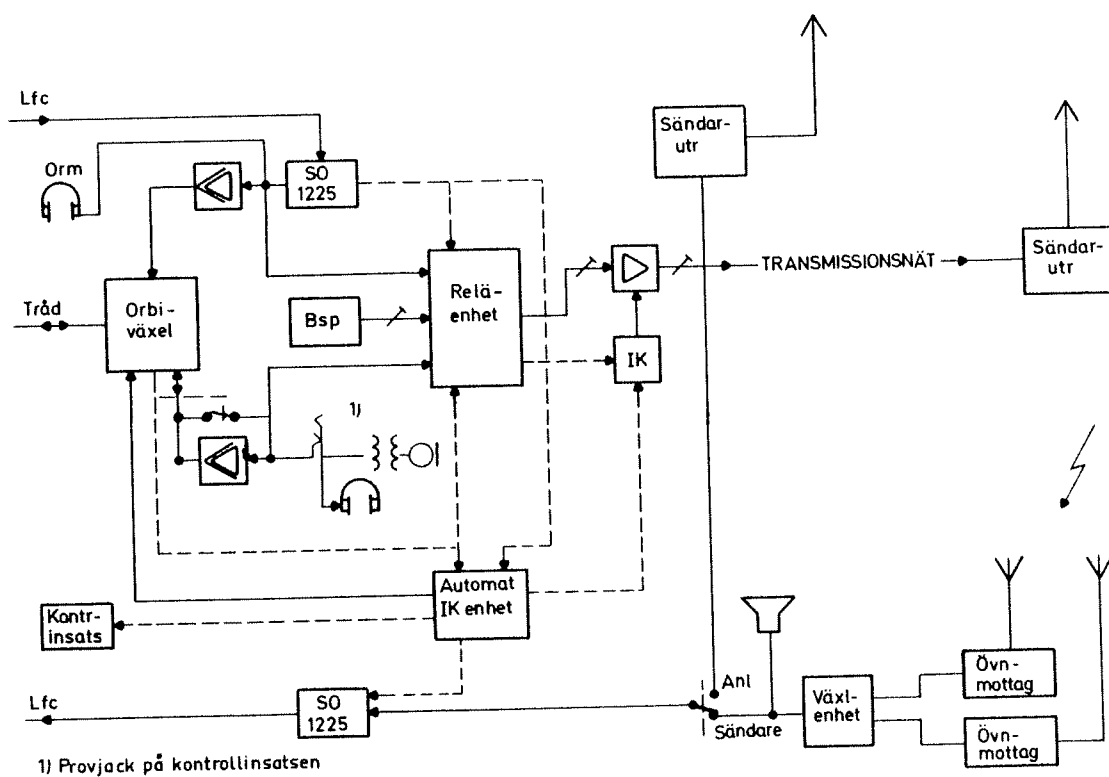 Lfc
Sändar-
utr
Orm
SO
1225
Sändar-
utr
TRANSMISSIONSNÄT
Relä-
enhet
Tråd
Orbi-
växel
Bsp
IK
1)
Automat
IK enhet
Kontr-
insats
Lfc
SO
1225
Anl
Sändare
Växl-
enhet
Övn-
mottag
Övn-
mottag
1) Provjack på kontrollinsatsen